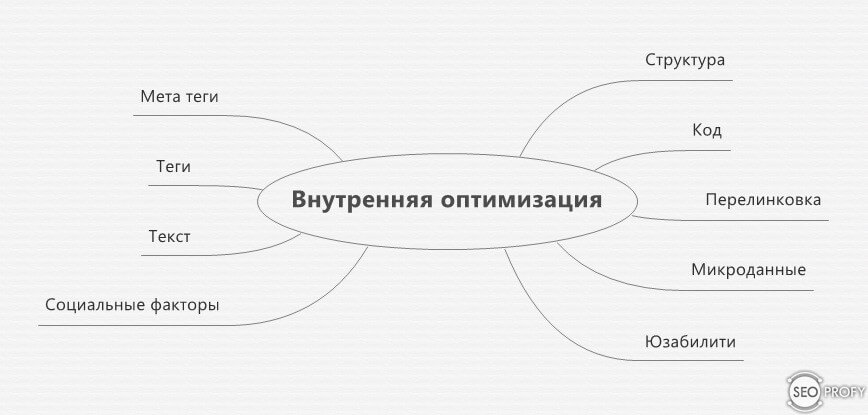 Внутренняя оптимизация
Мета теги
Теги
Текст
Социальные факторы
Структура
Код
Перелинковка
Микроданные
Юзабилити
SEO PROFY